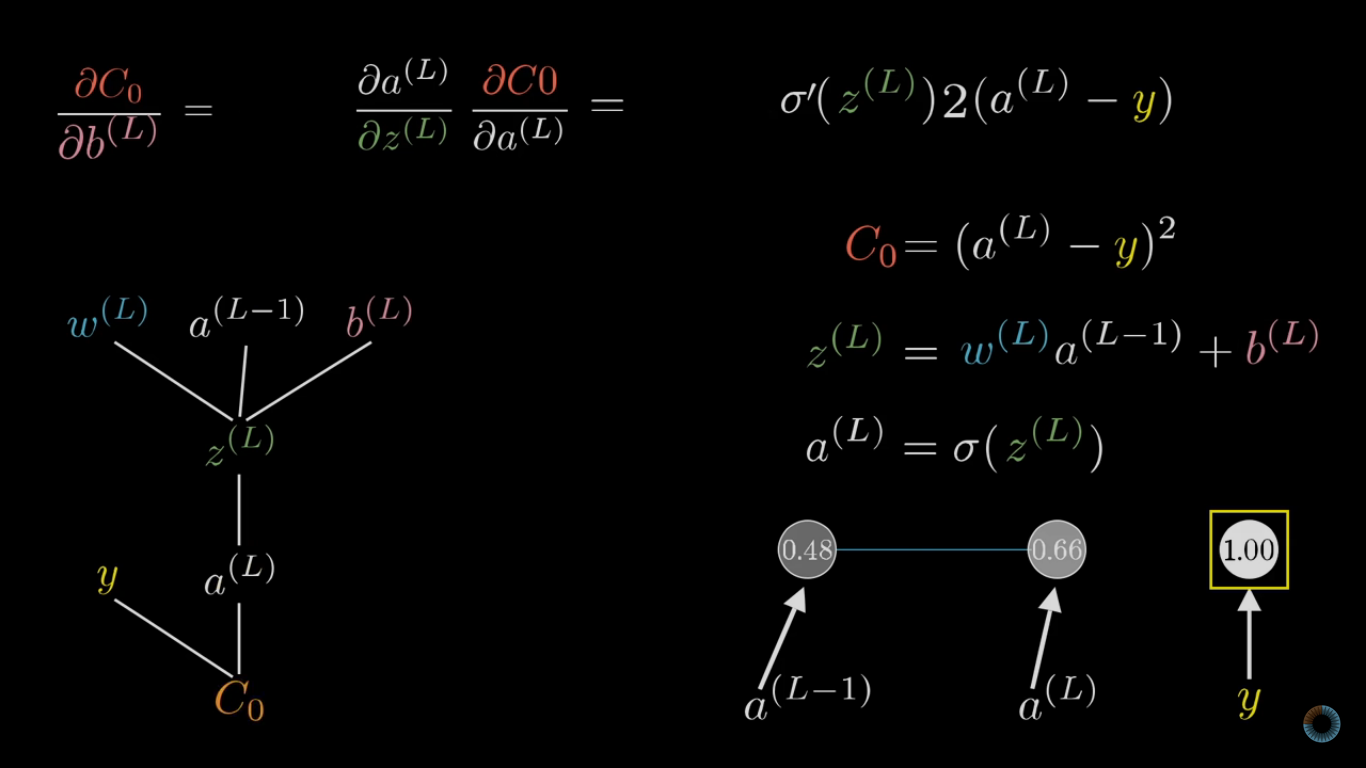 ∂C₀/∂b⁽ᴸ⁾ = ∂a⁽ᴸ⁾/∂z⁽ᴸ⁾ ∂C0/∂a⁽ᴸ⁾ = σ′(z⁽ᴸ⁾)2(a⁽ᴸ⁾ − y)
C₀ = (a⁽ᴸ⁾ − y)²
w⁽ᴸ⁾ a⁽ᴸ⁻¹⁾ b⁽ᴸ⁾
z⁽ᴸ⁾ = w⁽ᴸ⁾a⁽ᴸ⁻¹⁾ + b⁽ᴸ⁾
z⁽ᴸ⁾
a⁽ᴸ⁾ = σ(z⁽ᴸ⁾)
0.48 0.66 1.00
y a⁽ᴸ⁾
C₀
a⁽ᴸ⁻¹⁾ a⁽ᴸ⁾ y